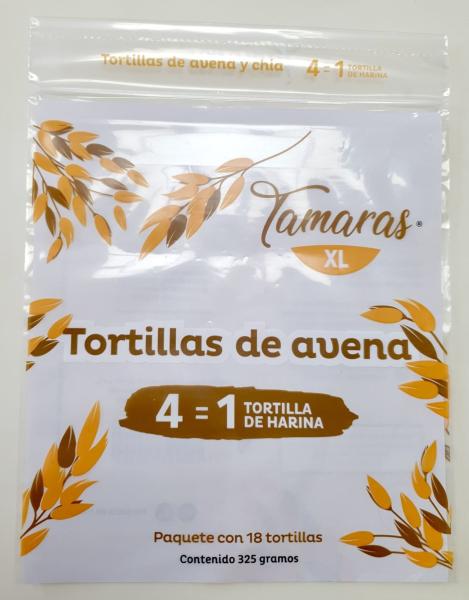 Tortillas de avena y chía 4 = 1 TORTILLA DE HARINA
Tamaras®
XL
Tortillas de avena
4 = 1 TORTILLA DE HARINA
Paquete con 18 tortillas
Contenido 325 gramos